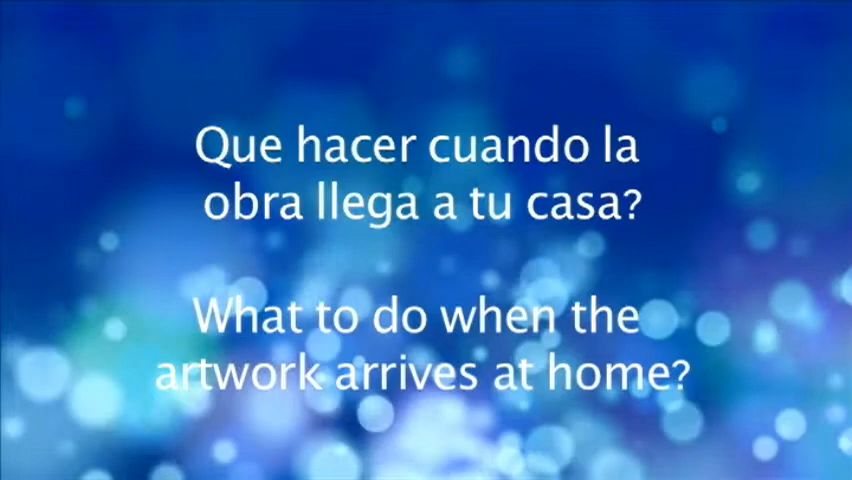 Que hacer cuando la
obra llega a tu casa?
What to do when the
artwork arrives at home?